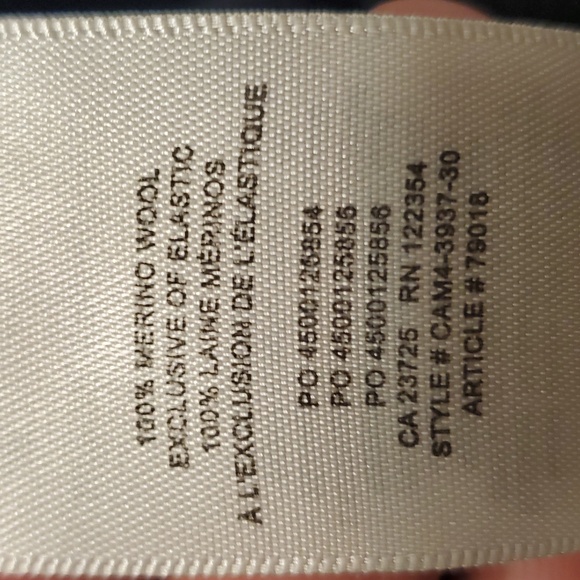 100% MERINO WOOL
EXCLUSIVE OF ELASTIC
100% LAINE MÉRINOS
À L'EXCLUSION DE L'ÉLASTIQUE
PO 4500125854
PO 4500125855
PO 4500125856
CA 23725 RN 122354
STYLE # CAM4-3937-30
ARTICLE # 79018